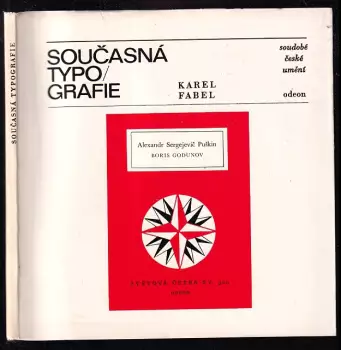 SOUČASNÁ TYPOGRAFIE
SOUČASNÁ
TYPO/
GRAFIE
KAREL
FABEL
soudobé
české
umění
odeon
Alexandr Sergejevič Puškin
BORIS GODUNOV